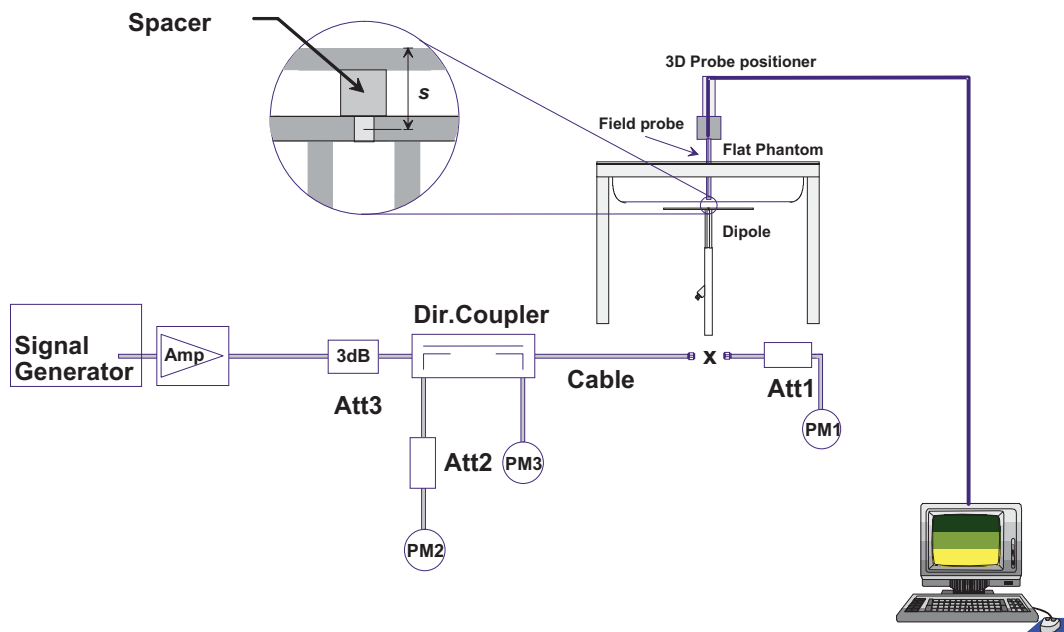 Spacer
s
3D Probe positioner
Field probe
Flat Phantom
Dipole
Signal
Generator
Amp
3dB
Att3
Dir.Coupler
Cable
x
Att1
PM1
Att2
PM3
PM2